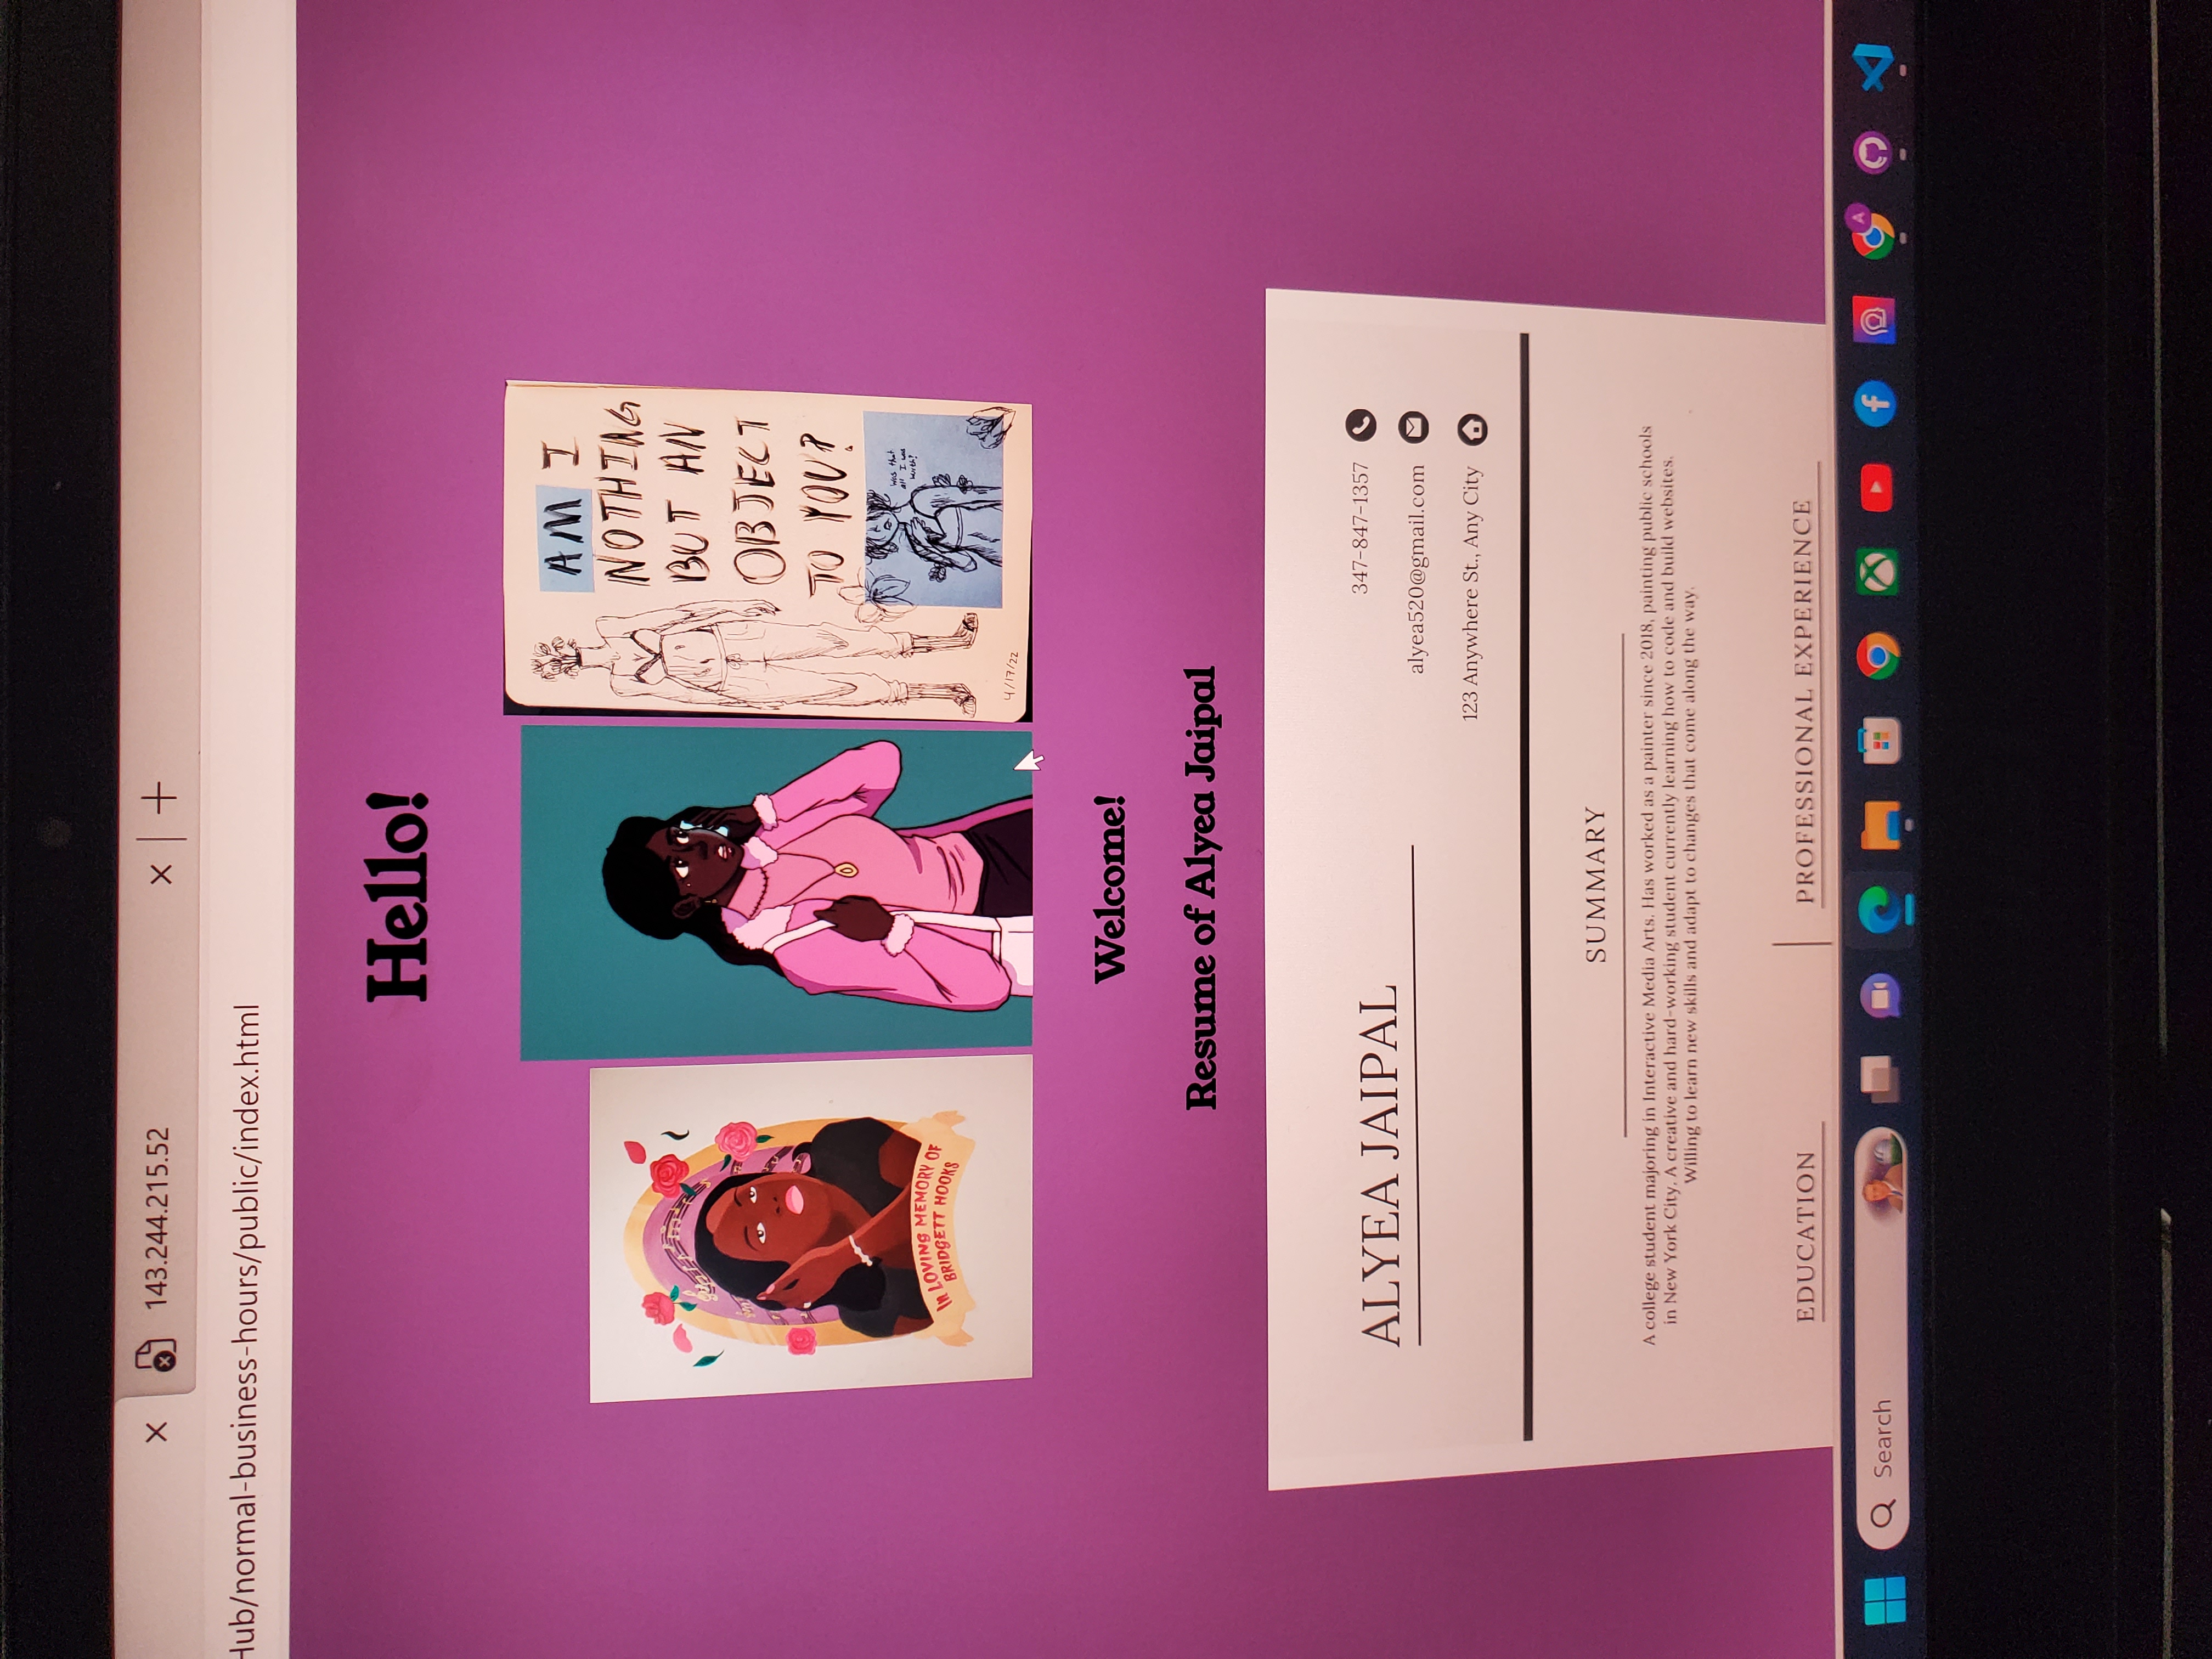 143.244.215.52
Hub/normal-business-hours/public/index.html
Hello!
IN LOVING MEMORY OF
BRIDGETT HOOKS
AM I
NOTHING
BUT AN
OBJECT
TO YOU?
was that
all I was
worth?
4/17/22
Welcome!
Resume of Alyea Jaipal
ALYEA JAIPAL
347-847-1357
alyea520@gmail.com
123 Anywhere St., Any City
SUMMARY
A college student majoring in Interactive Media Arts. Has worked as a painter since 2018, painting public schools
in New York City. A creative and hard-working student currently learning how to code and build websites.
Willing to learn new skills and adapt to changes that come along the way.
EDUCATION
PROFESSIONAL EXPERIENCE
Search
A